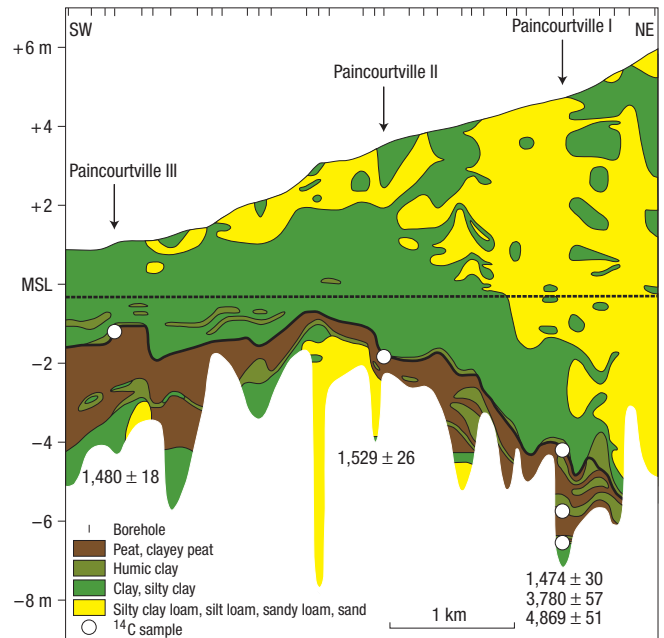 SW
NE
Paincourtville I
Paincourtville II
Paincourtville III
+6 m
+4
+2
MSL
−2
−4
−6
−8 m
1,480 ± 18
1,529 ± 26
1,474 ± 30
3,780 ± 57
4,869 ± 51
Borehole
Peat, clayey peat
Humic clay
Clay, silty clay
Silty clay loam, silt loam, sandy loam, sand
14C sample
1 km